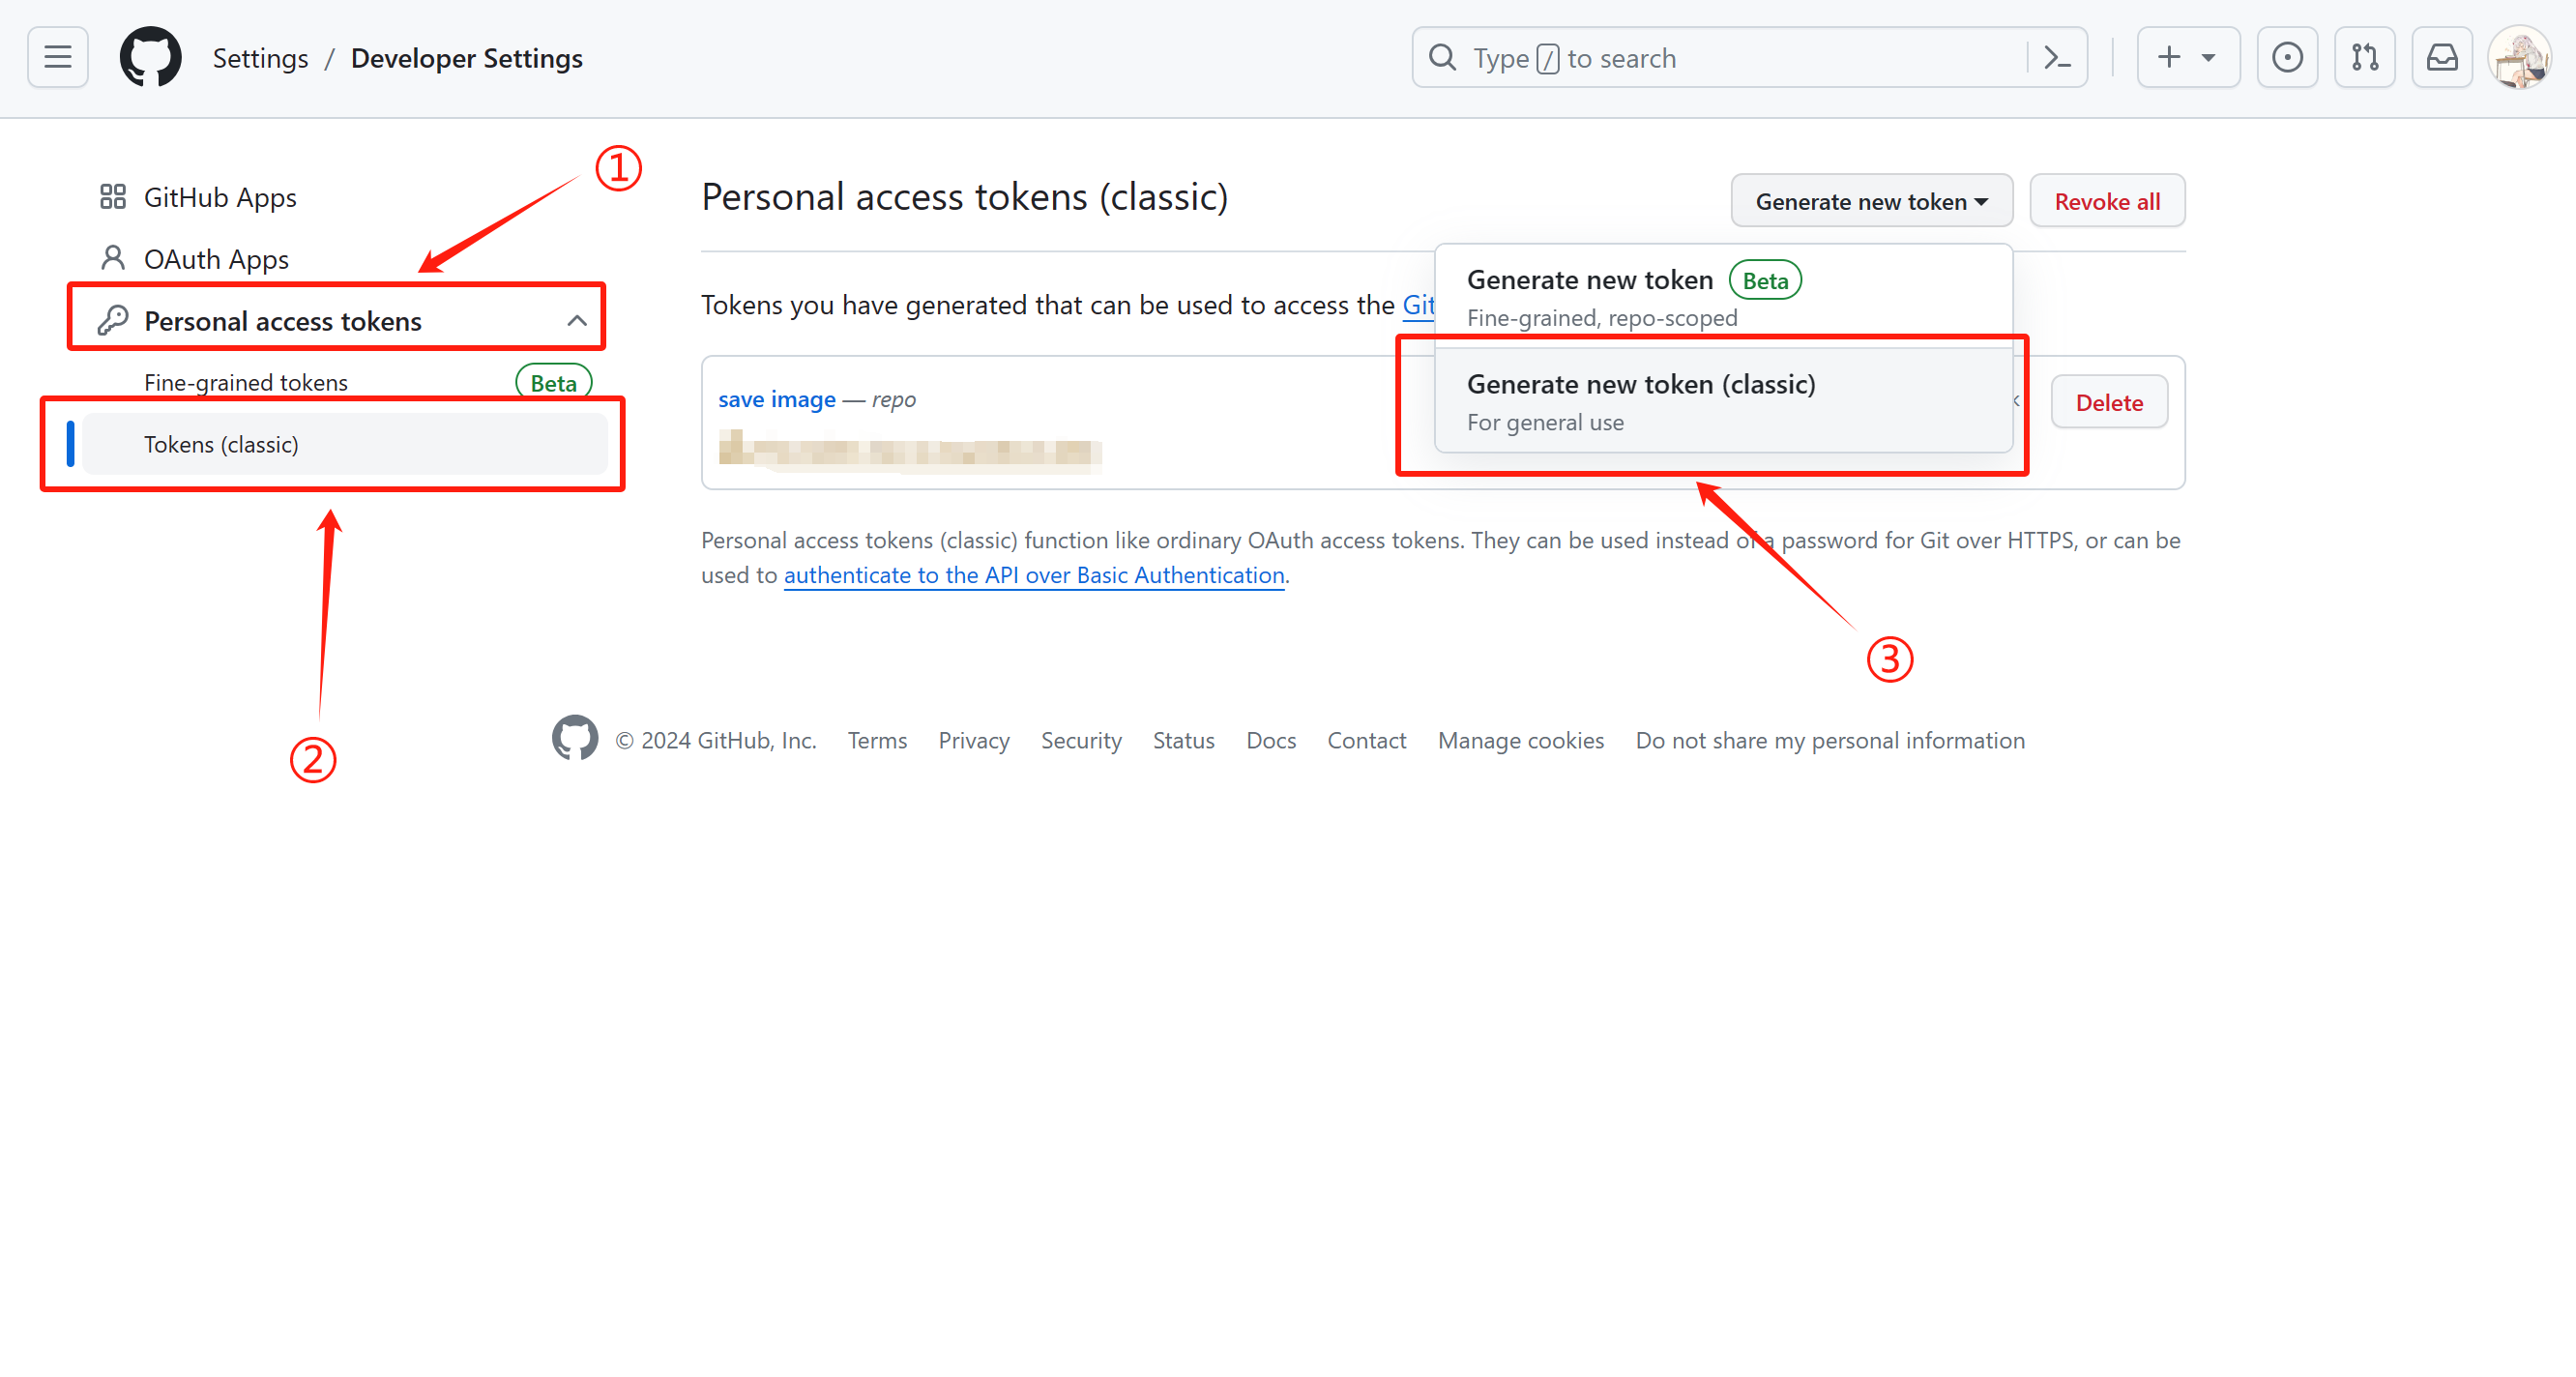 Settings / Developer Settings
Type / to search
①
GitHub Apps
OAuth Apps
Personal access tokens
Fine-grained tokens Beta
Tokens (classic)
②
Personal access tokens (classic)
Generate new token
Revoke all
Generate new token Beta
Fine-grained, repo-scoped
Generate new token (classic)
For general use
Tokens you have generated that can be used to access the Git
save image — repo
Delete
Personal access tokens (classic) function like ordinary OAuth access tokens. They can be used instead of a password for Git over HTTPS, or can be
used to authenticate to the API over Basic Authentication.
③
© 2024 GitHub, Inc. Terms Privacy Security Status Docs Contact Manage cookies Do not share my personal information